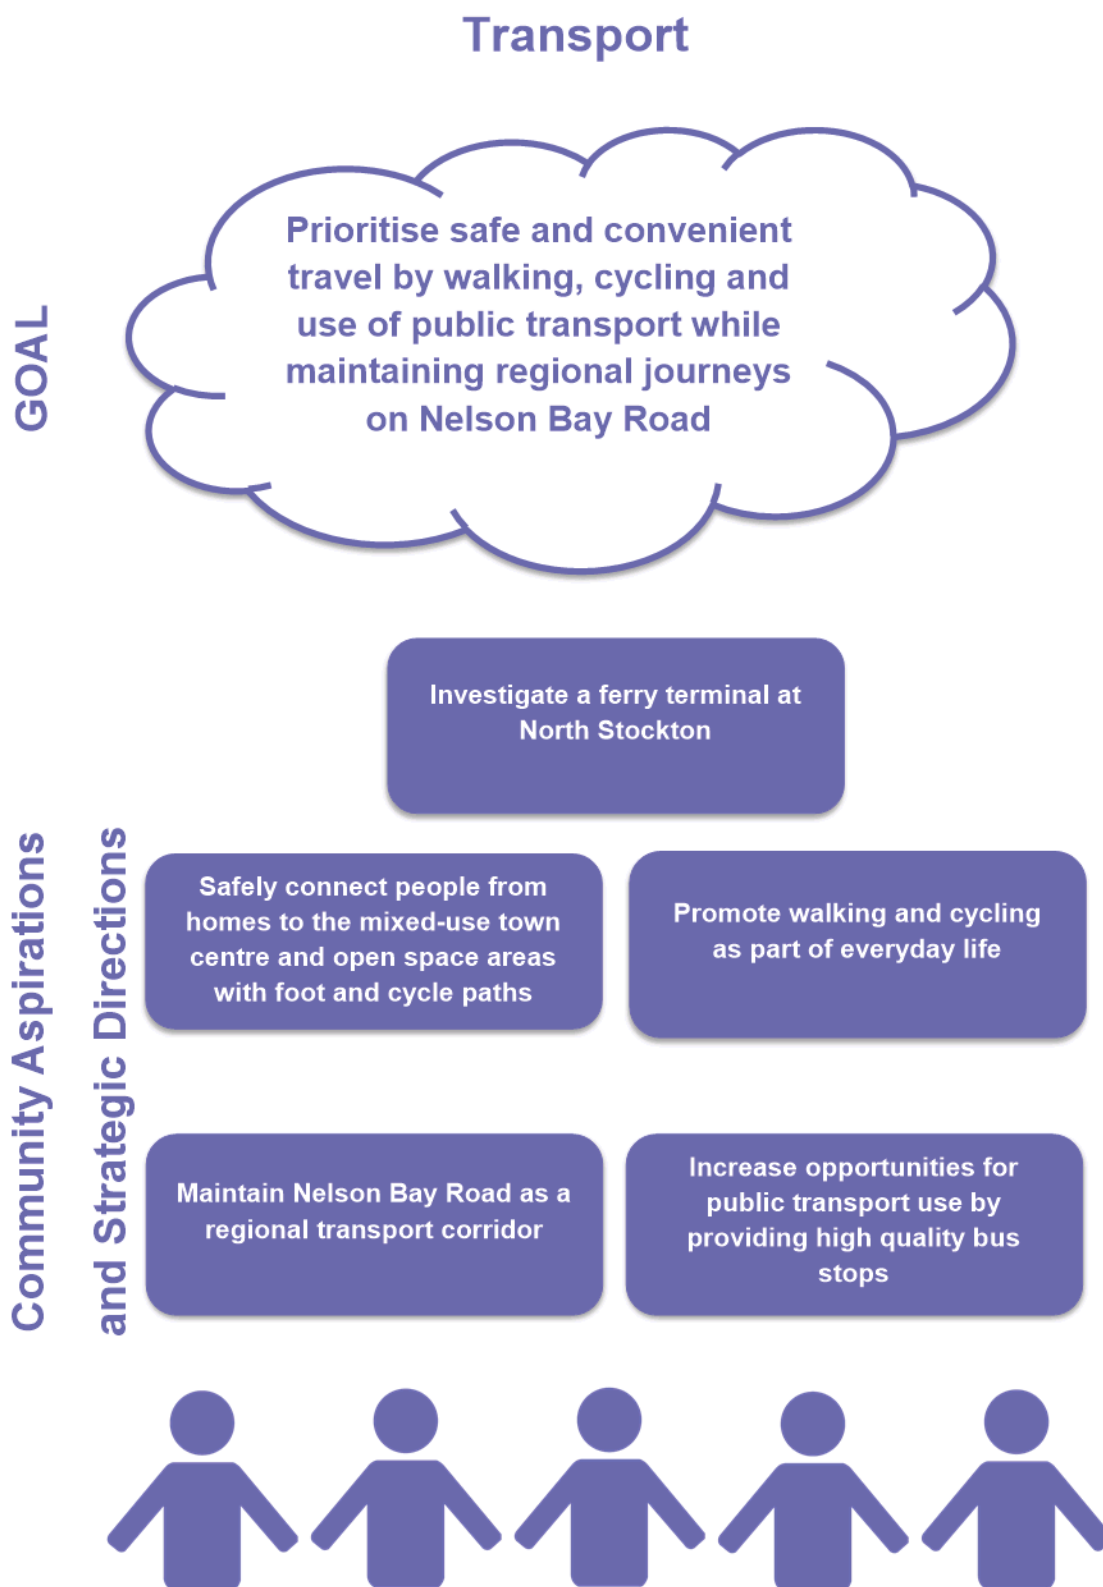 Transport
GOAL
Prioritise safe and convenient
travel by walking, cycling and
use of public transport while
maintaining regional journeys
on Nelson Bay Road
Community Aspirations
and Strategic Directions
Investigate a ferry terminal at
North Stockton
Safely connect people from
homes to the mixed-use town
centre and open space areas
with foot and cycle paths
Promote walking and cycling
as part of everyday life
Maintain Nelson Bay Road as a
regional transport corridor
Increase opportunities for
public transport use by
providing high quality bus
stops